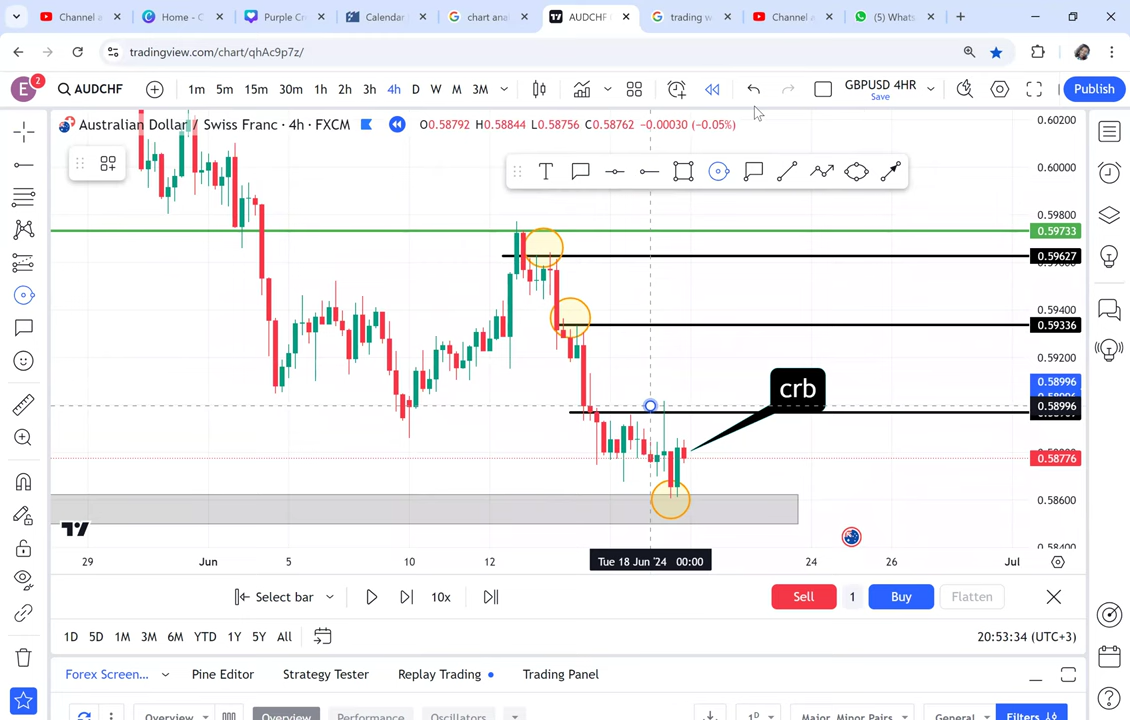 Channel a
Home - C
Purple Cr
Calendar
chart anal
AUDCHF
trading w
Channel a
(5) Whats
tradingview.com/chart/qhAc9p7z/
E 2 AUDCHF 1m 5m 15m 30m 1h 2h 3h 4h D W M 3M GBPUSD 4HR Save Publish
Australian Dollar / Swiss Franc · 4h · FXCM O0.58792 H0.58844 L0.58756 C0.58762 −0.00030 (−0.05%)
0.60200
0.60000
0.59800
0.59733
0.59627
0.59400
0.59336
0.59200
0.58996
0.58996
crb
0.58776
0.58600
29 Jun 5 10 12 Tue 18 Jun '24 00:00 24 26 Jul
Select bar 10x Sell 1 Buy Flatten
1D 5D 1M 3M 6M YTD 1Y 5Y All 20:53:34 (UTC+3)
Forex Screen... Pine Editor Strategy Tester Replay Trading Trading Panel
Overview Overview Performance Oscillators 1D Major, Minor Pairs General Filters